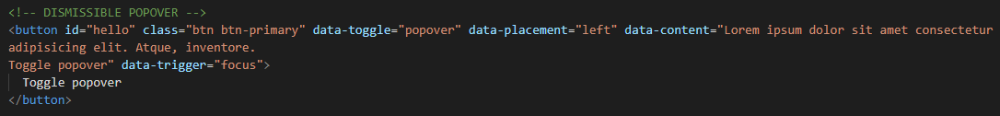 <!-- DISMISSIBLE POPOVER -->
<button id="hello" class="btn btn-primary" data-toggle="popover" data-placement="left" data-content="Lorem ipsum dolor sit amet consectetur
adipisicing elit. Atque, inventore.
Toggle popover" data-trigger="focus">
  Toggle popover
</button>